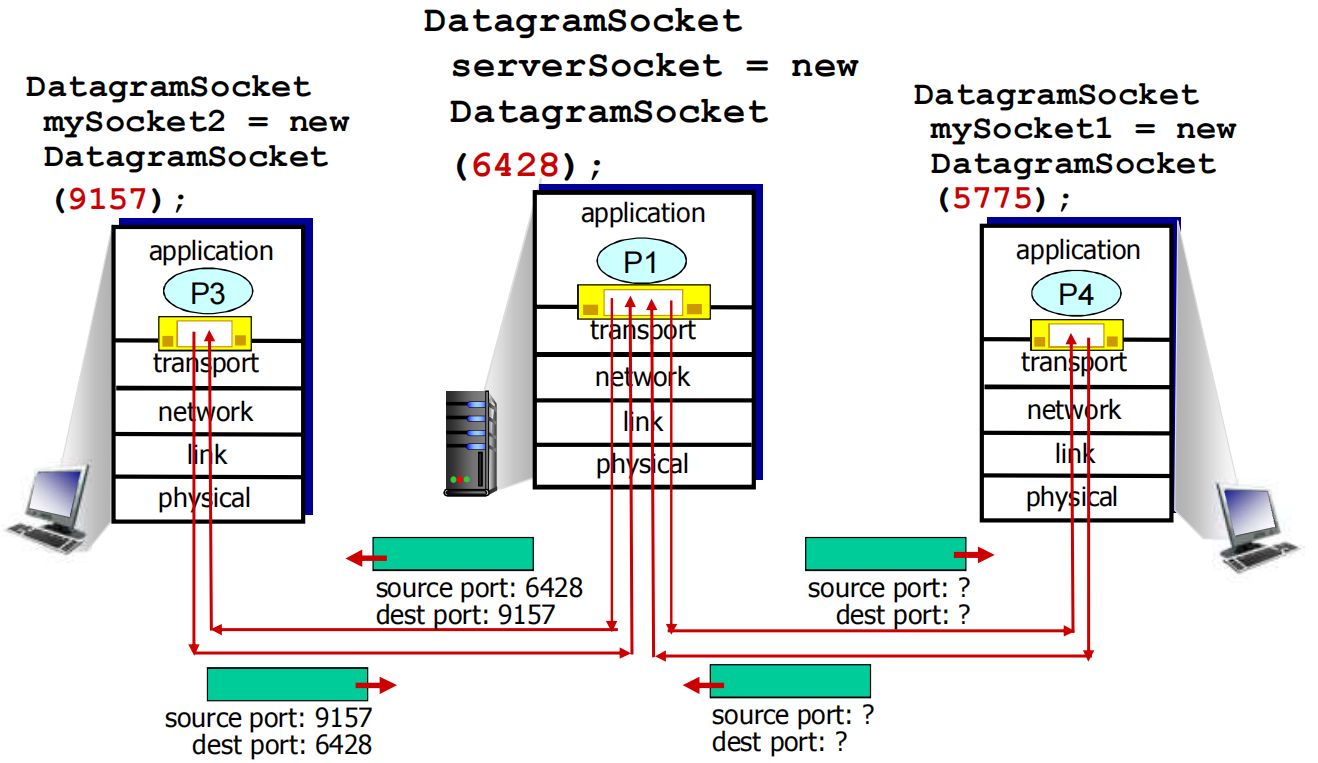 DatagramSocket
serverSocket = new
DatagramSocket
(6428);
DatagramSocket
mySocket2 = new
DatagramSocket
(9157);
DatagramSocket
mySocket1 = new
DatagramSocket
(5775);
application
P3
transport
network
link
physical
application
P1
transport
network
link
physical
application
P4
transport
network
link
physical
source port: 6428
dest port: 9157
source port: ?
dest port: ?
source port: 9157
dest port: 6428
source port: ?
dest port: ?